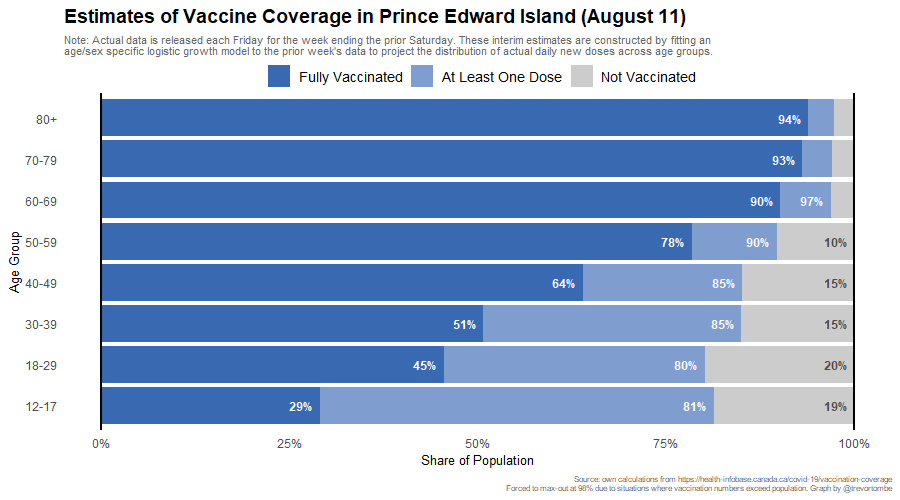 Estimates of Vaccine Coverage in Prince Edward Island (August 11)
Note: Actual data is released each Friday for the week ending the prior Saturday. These interim estimates are constructed by fitting an
age/sex specific logistic growth model to the prior week's data to project the distribution of actual daily new doses across age groups.
Fully Vaccinated At Least One Dose Not Vaccinated
80+ 94%
70-79 93%
60-69 90% 97%
50-59 78% 90% 10%
40-49 64% 85% 15%
30-39 51% 85% 15%
18-29 45% 80% 20%
12-17 29% 81% 19%
Age Group
0% 25% 50% 75% 100%
Share of Population
Source: own calculations from https://health-infobase.canada.ca/covid-19/vaccination-coverage
Forced to max-out at 98% due to situations where vaccination numbers exceed population. Graph by @trevortombe